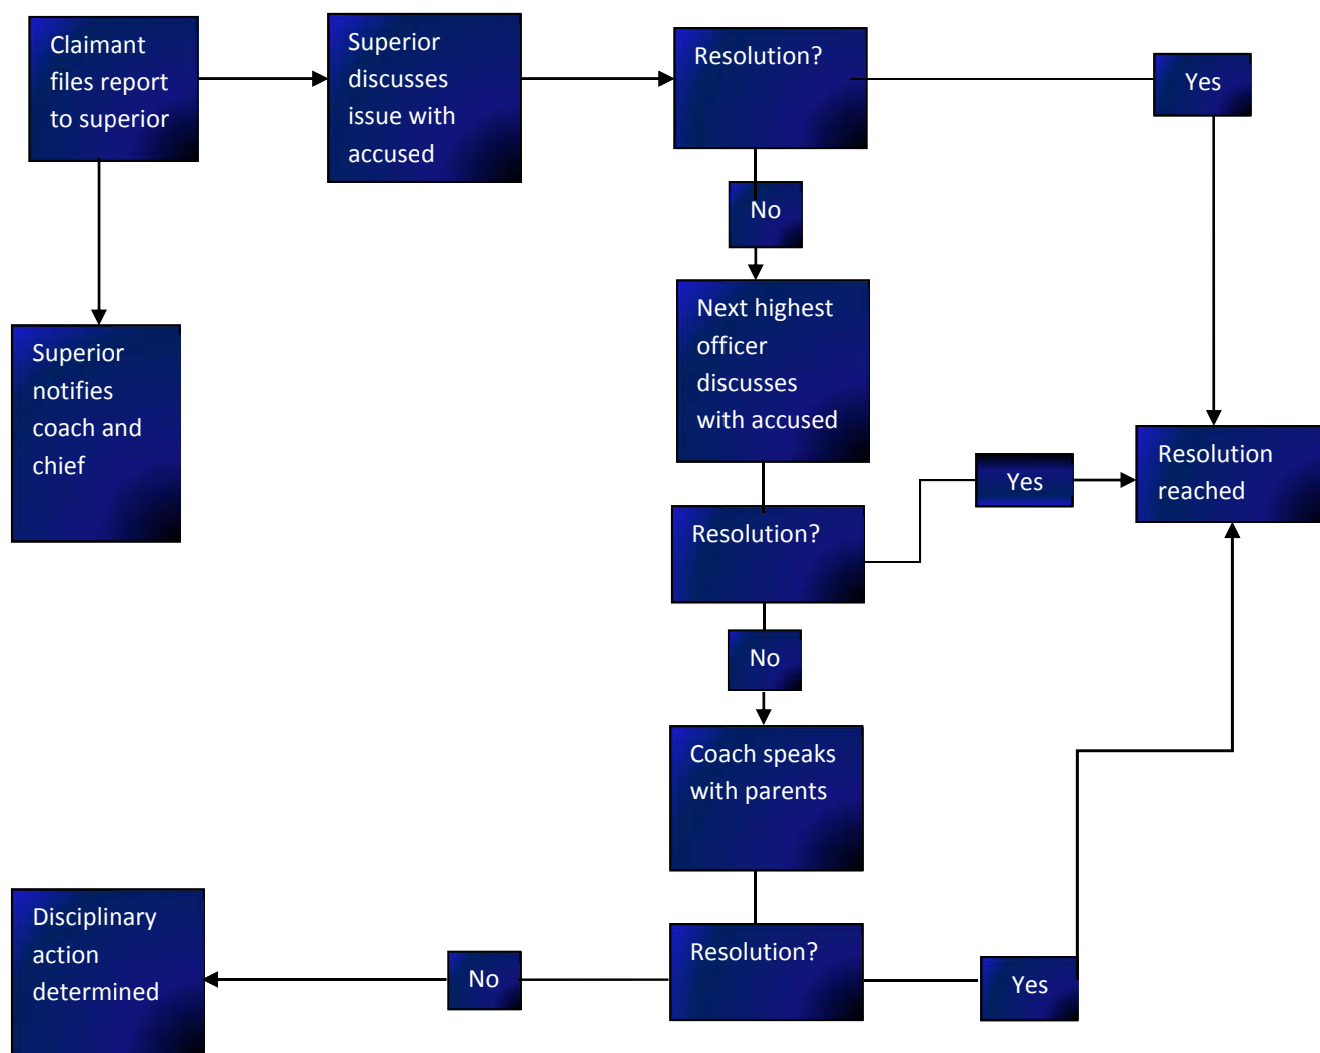 Claimant
files report
to superior
Superior
discusses
issue with
accused
Resolution?
Yes
No
Next highest
officer
discusses
with accused
Superior
notifies
coach and
chief
Resolution
reached
Yes
Resolution?
No
Coach speaks
with parents
Disciplinary
action
determined
No
Resolution?
Yes